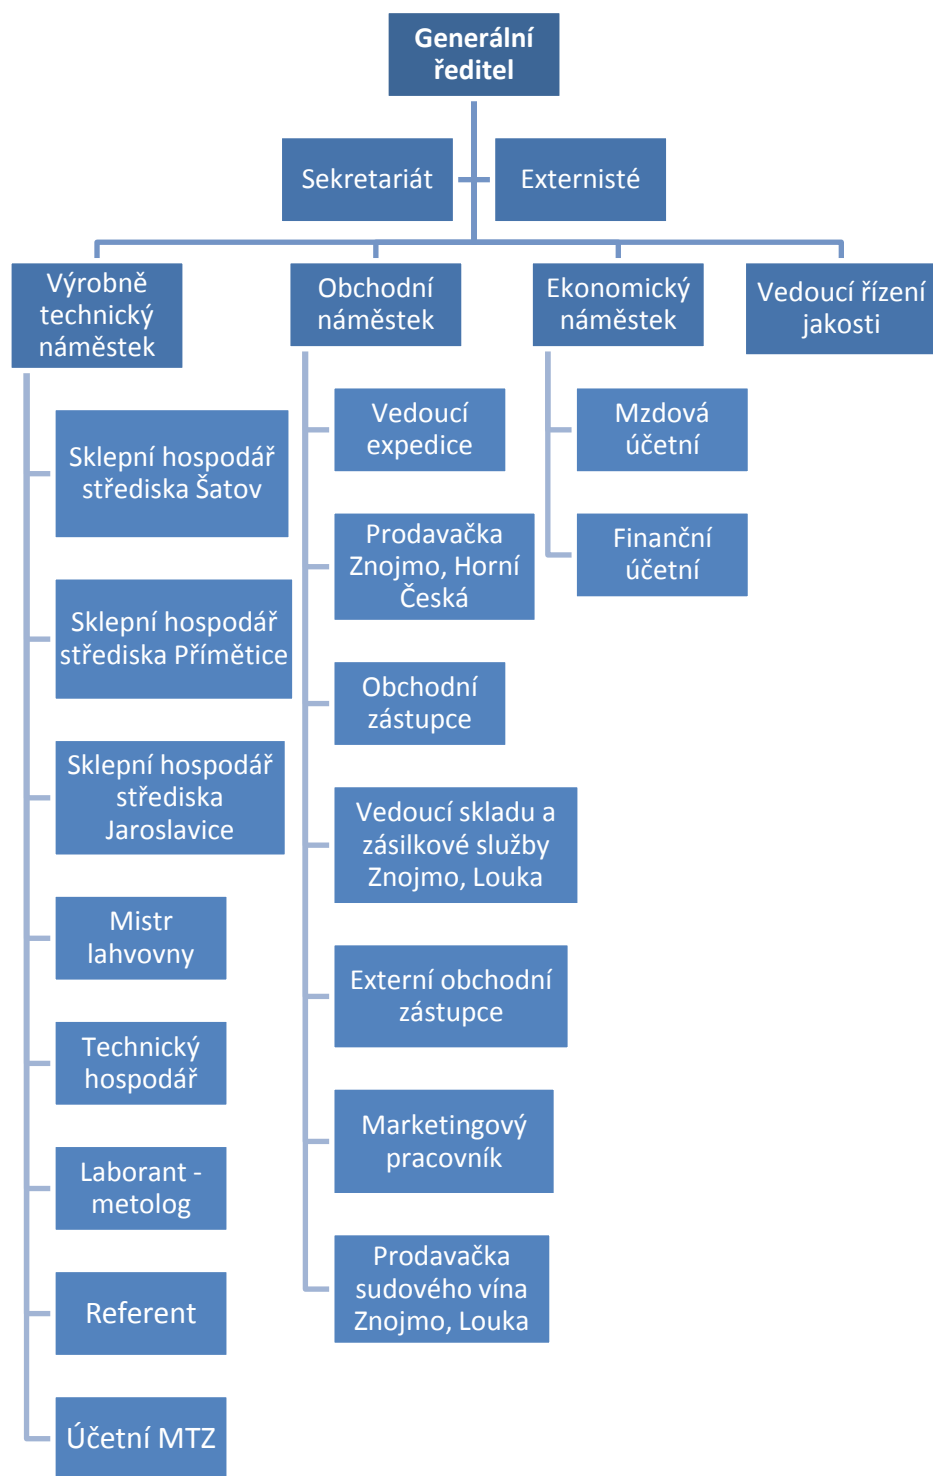 Generální
ředitel
Sekretariát
Externisté
Výrobně
technický
náměstek
Sklepní hospodář
střediska Šatov
Sklepní hospodář
střediska Přímětice
Sklepní hospodář
střediska
Jaroslavice
Mistr
lahvovny
Technický
hospodář
Laborant -
metolog
Referent
Účetní MTZ
Obchodní
náměstek
Vedoucí
expedice
Prodavačka
Znojmo, Horní
Česká
Obchodní
zástupce
Vedoucí skladu a
zásilkové služby
Znojmo, Louka
Externí obchodní
zástupce
Marketingový
pracovník
Prodavačka
sudového vína
Znojmo, Louka
Ekonomický
náměstek
Mzdová
účetní
Finanční
účetní
Vedoucí řízení
jakosti